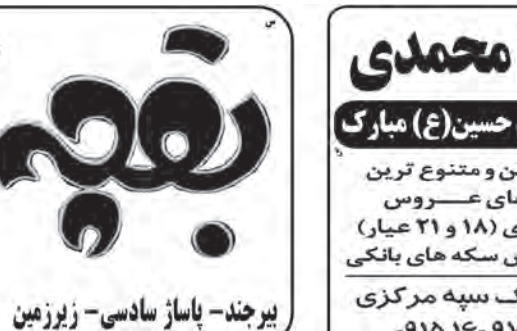 محمدی
حسین(ع) مبارک
و متنوع ترین
های عـــروس
(۱۸ و ۲۱ عیار)
سکه های بانکی
سپه مرکزی
بقچه
بیرجند- پاساژ سادسی- زیرزمین